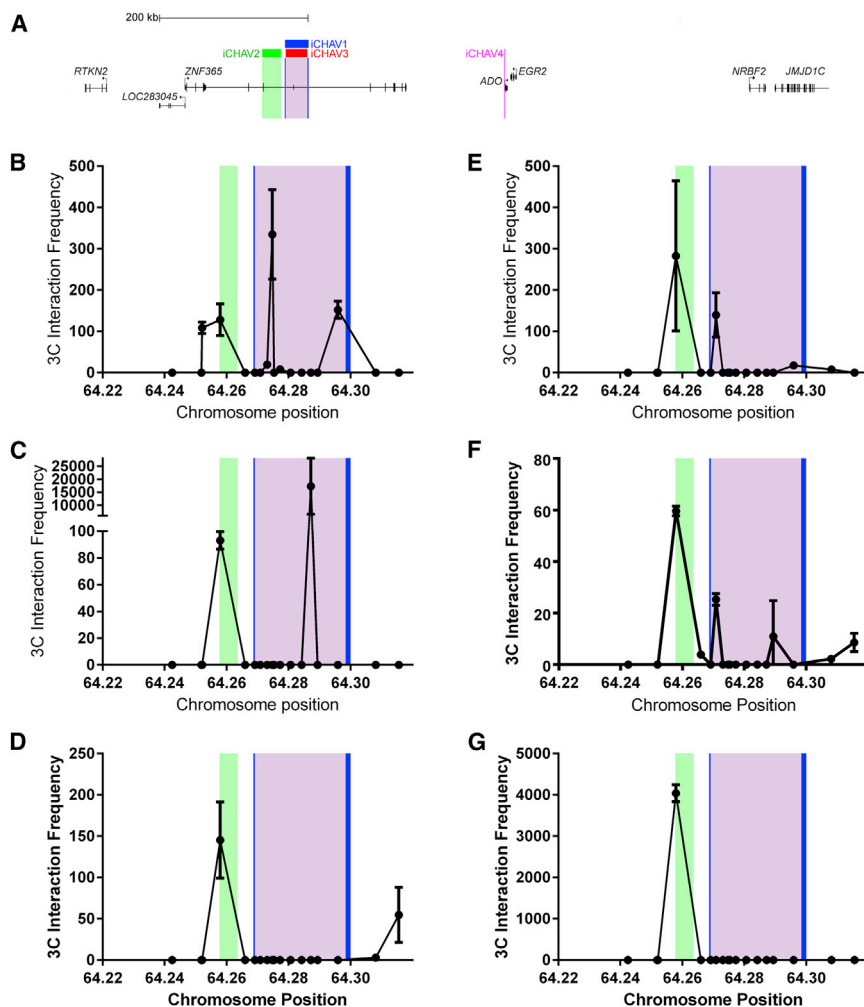 A
200 kb
iCHAV1
iCHAV2 iCHAV3
iCHAV4
RTKN2
ZNF365
LOC283045
ADO
EGR2
NRBF2
JMJD1C
B
3C Interaction Frequency
500
400
300
200
100
0
64.22 64.24 64.26 64.28 64.30
Chromosome position
E
3C Interaction Frequency
500
400
300
200
100
0
64.22 64.24 64.26 64.28 64.30
Chromosome position
C
3C Interaction Frequency
25000
20000
15000
10000
100
80
60
40
20
0
64.22 64.24 64.26 64.28 64.30
Chromosome position
F
3C Interaction Frequency
80
60
40
20
0
64.22 64.24 64.26 64.28 64.30
Chromosome Position
D
3C Interaction Frequency
250
200
150
100
50
0
64.22 64.24 64.26 64.28 64.30
Chromosome Position
G
3C Interaction Frequency
5000
4000
3000
2000
1000
0
64.22 64.24 64.26 64.28 64.30
Chromosome Position